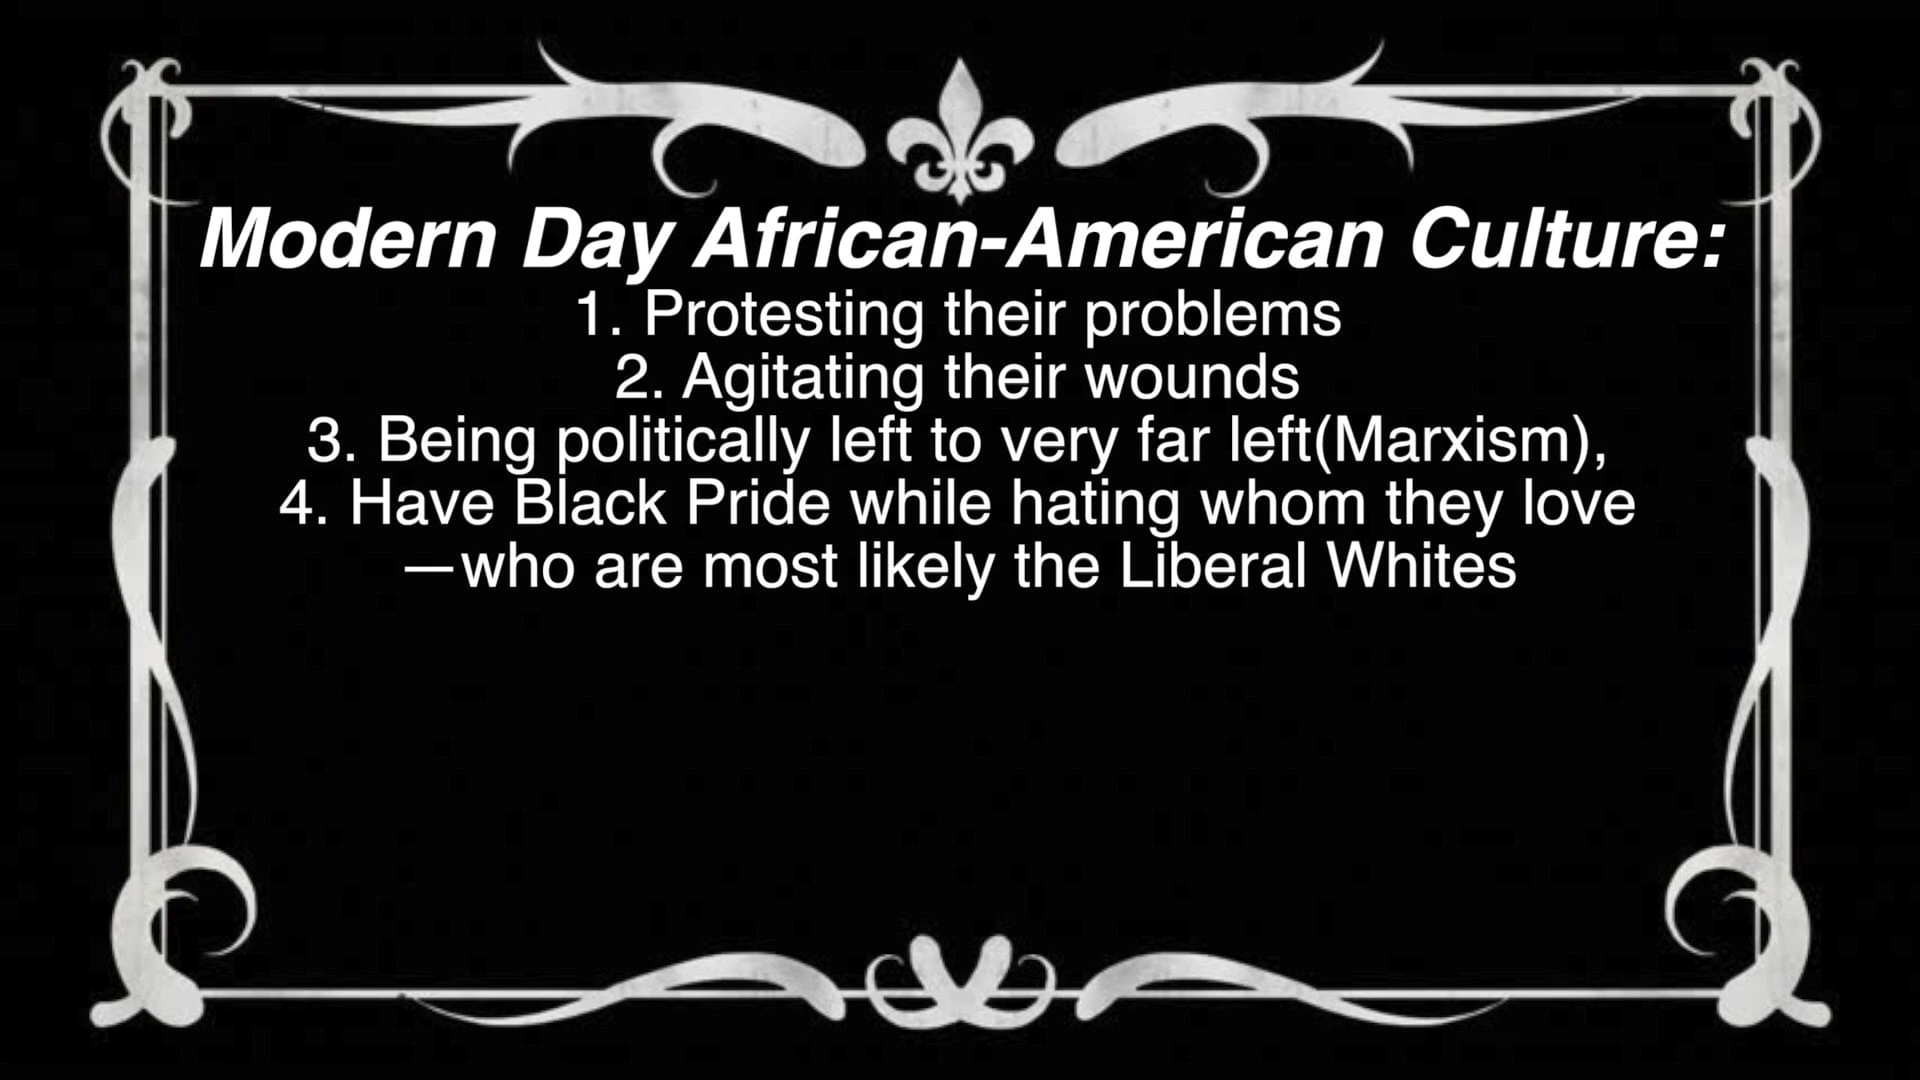 Modern Day African-American Culture:
1. Protesting their problems
2. Agitating their wounds
3. Being politically left to very far left(Marxism),
4. Have Black Pride while hating whom they love
—who are most likely the Liberal Whites